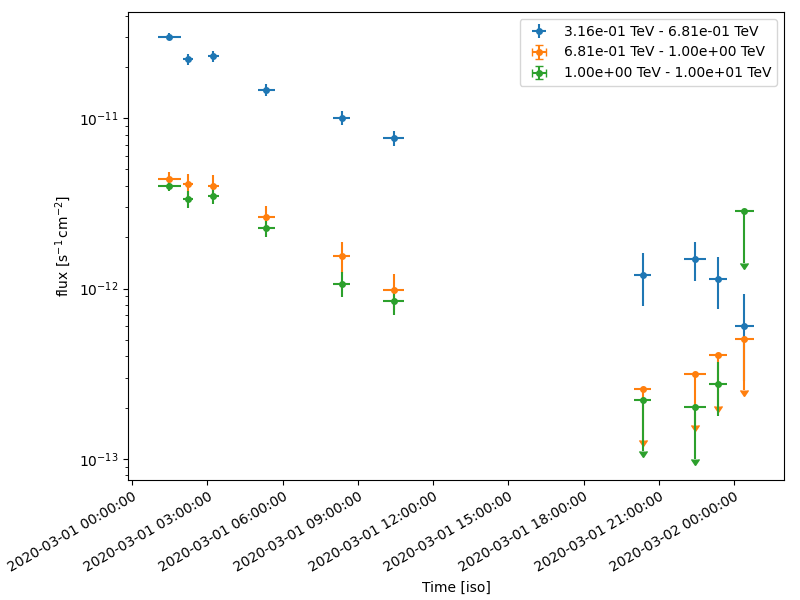 3.16e-01 TeV - 6.81e-01 TeV
6.81e-01 TeV - 1.00e+00 TeV
1.00e+00 TeV - 1.00e+01 TeV
flux [s⁻¹cm⁻²]
10⁻¹¹
10⁻¹²
10⁻¹³
2020-03-01 00:00:00
2020-03-01 03:00:00
2020-03-01 06:00:00
2020-03-01 09:00:00
2020-03-01 12:00:00
2020-03-01 15:00:00
2020-03-01 18:00:00
2020-03-01 21:00:00
2020-03-02 00:00:00
Time [iso]